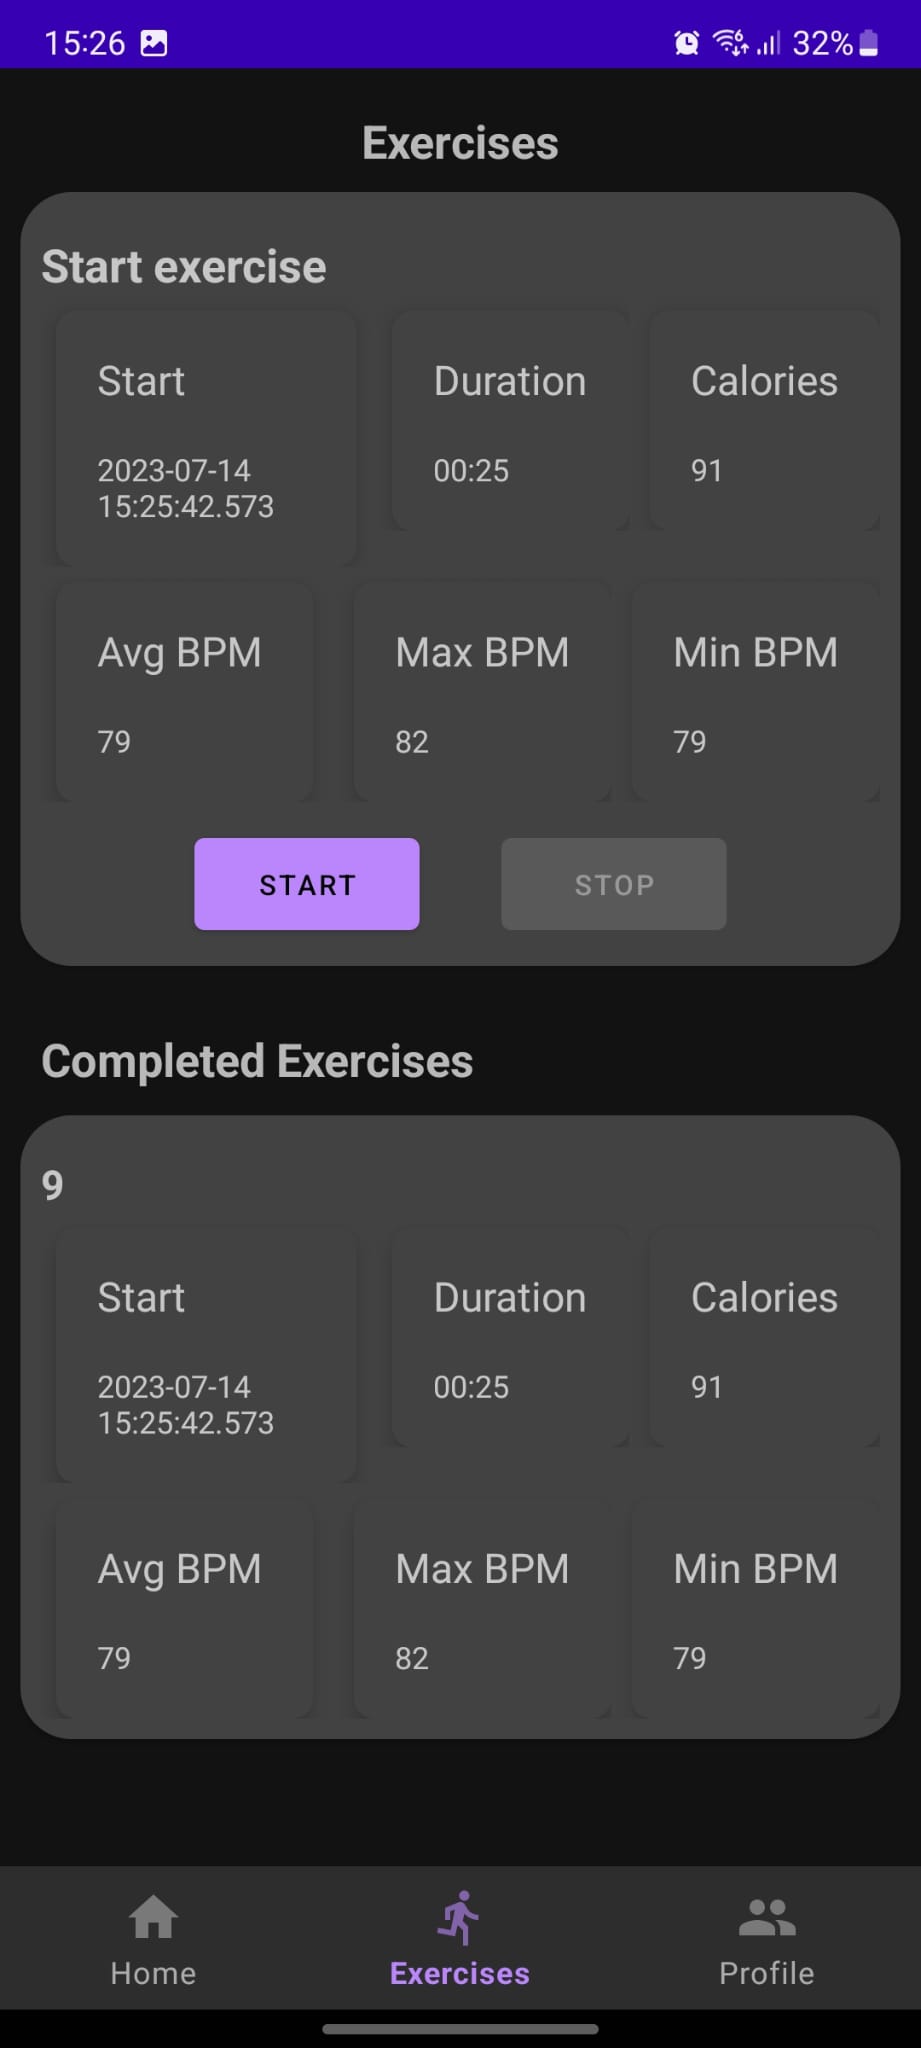 15:26
32%
Exercises
Start exercise
Start
2023-07-14
15:25:42.573
Duration
00:25
Calories
91
Avg BPM
79
Max BPM
82
Min BPM
79
START
STOP
Completed Exercises
9
Start
2023-07-14
15:25:42.573
Duration
00:25
Calories
91
Avg BPM
79
Max BPM
82
Min BPM
79
Home
Exercises
Profile